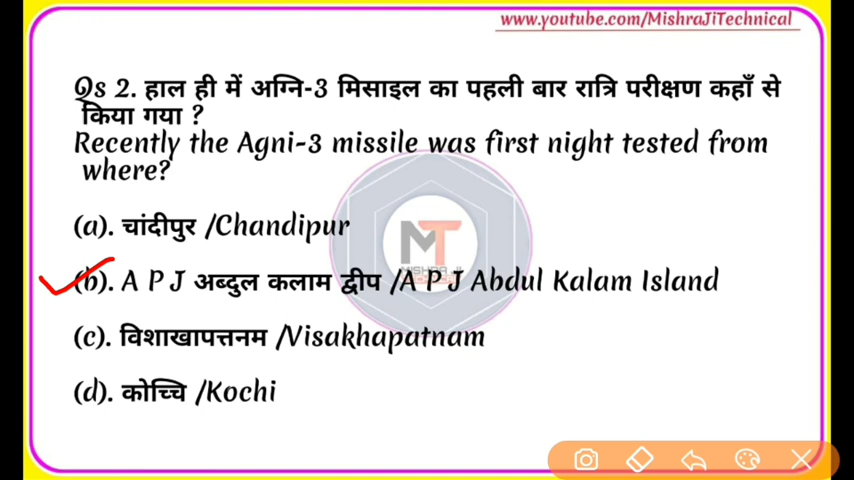 www.youtube.com/MishraJiTechnical
Qs 2. हाल ही में अग्नि-3 मिसाइल का पहली बार रात्रि परीक्षण कहाँ से
किया गया ?
Recently the Agni-3 missile was first night tested from
where?
(a). चांदीपुर /Chandipur
(b). A P J अब्दुल कलाम द्वीप /A P J Abdul Kalam Island
(c). विशाखापत्तनम /Visakhapatnam
(d). कोच्चि /Kochi
MT